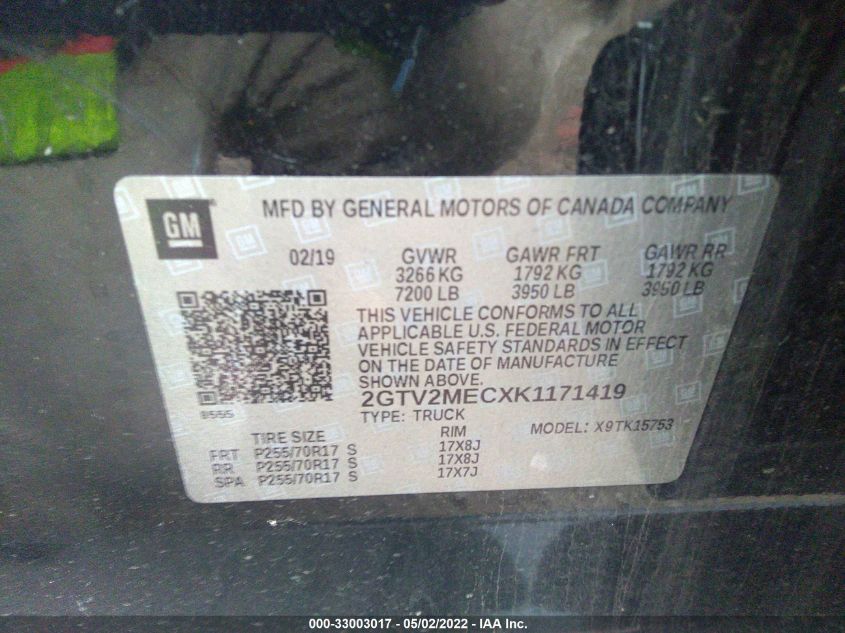 GM
MFD BY GENERAL MOTORS OF CANADA COMPANY
02/19 GVWR GAWR FRT GAWR RR
3266 KG 1792 KG 1792 KG
7200 LB 3950 LB 3950 LB
THIS VEHICLE CONFORMS TO ALL
APPLICABLE U.S. FEDERAL MOTOR
VEHICLE SAFETY STANDARDS IN EFFECT
ON THE DATE OF MANUFACTURE
SHOWN ABOVE.
2GTV2MECXK1171419
TYPE: TRUCK MODEL: X9TK15753
TIRE SIZE RIM
FRT P255/70R17 S 17X8J
RR P255/70R17 S 17X8J
SPA P255/70R17 S 17X7J
000-33003017 - 05/02/2022 - IAA Inc.